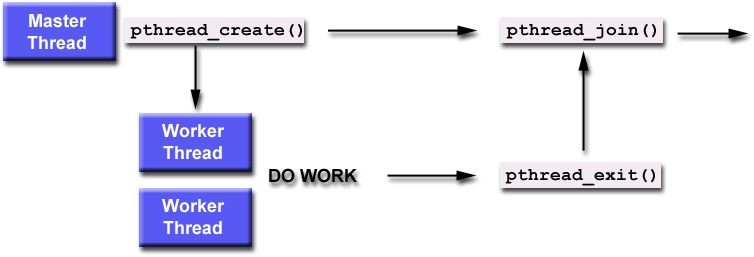 Master
Thread
pthread_create()
pthread_join()
Worker
Thread
DO WORK
pthread_exit()
Worker
Thread